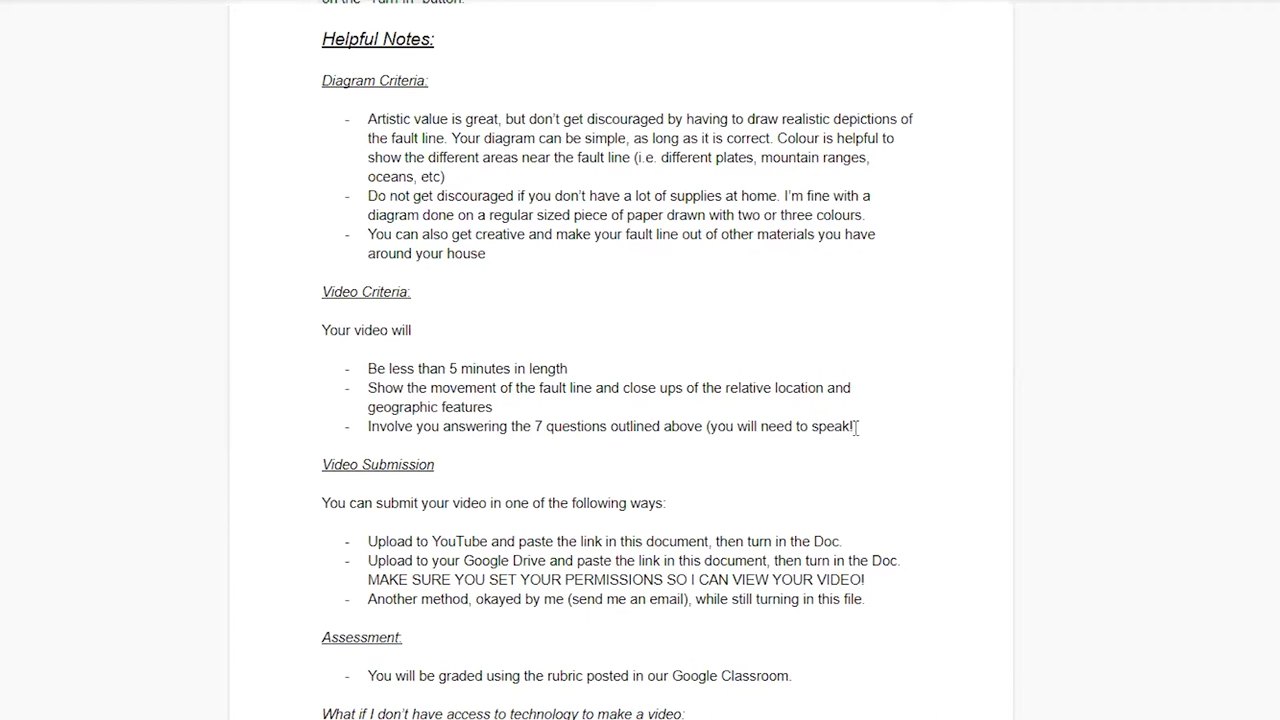 on the "Turn in" button.
Helpful Notes:
Diagram Criteria:
- Artistic value is great, but don't get discouraged by having to draw realistic depictions of
the fault line. Your diagram can be simple, as long as it is correct. Colour is helpful to
show the different areas near the fault line (i.e. different plates, mountain ranges,
oceans, etc)
- Do not get discouraged if you don't have a lot of supplies at home. I'm fine with a
diagram done on a regular sized piece of paper drawn with two or three colours.
- You can also get creative and make your fault line out of other materials you have
around your house
Video Criteria:
Your video will
- Be less than 5 minutes in length
- Show the movement of the fault line and close ups of the relative location and
geographic features
- Involve you answering the 7 questions outlined above (you will need to speak!
Video Submission
You can submit your video in one of the following ways:
- Upload to YouTube and paste the link in this document, then turn in the Doc.
- Upload to your Google Drive and paste the link in this document, then turn in the Doc.
MAKE SURE YOU SET YOUR PERMISSIONS SO I CAN VIEW YOUR VIDEO!
- Another method, okayed by me (send me an email), while still turning in this file.
Assessment:
- You will be graded using the rubric posted in our Google Classroom.
What if I don't have access to technology to make a video: